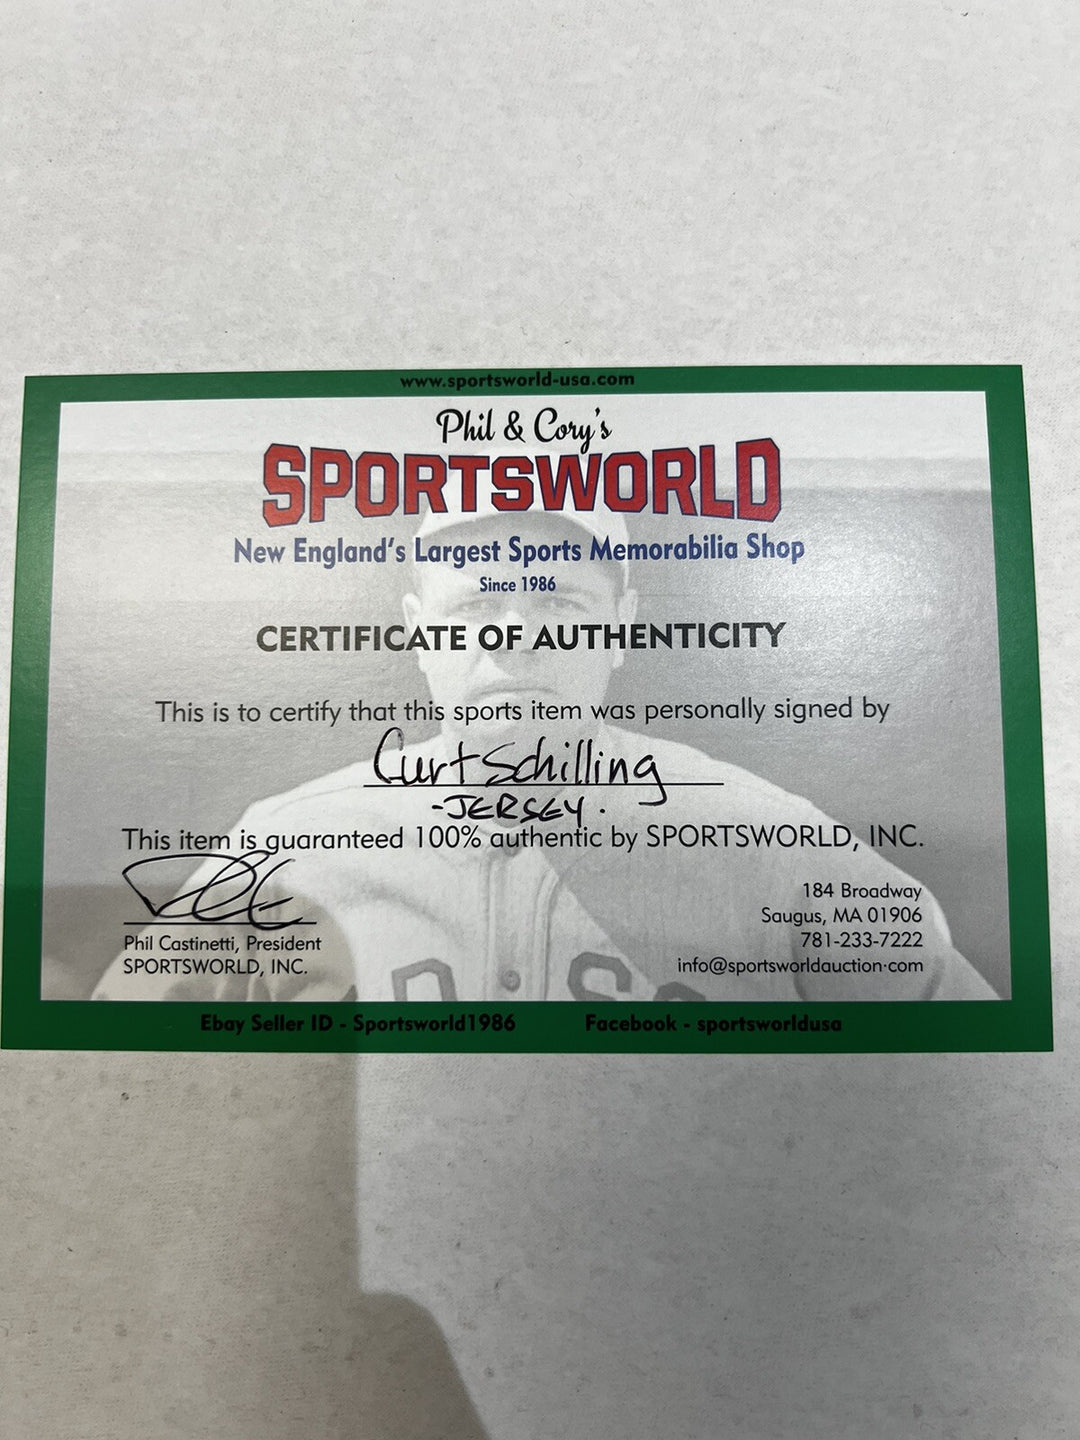 www.sportsworld-usa.com
Phil & Cory's
SPORTSWORLD
New England's Largest Sports Memorabilia Shop
Since 1986
CERTIFICATE OF AUTHENTICITY
This is to certify that this sports item was personally signed by
Curt Schilling
-JERSEY.
This item is guaranteed 100% authentic by SPORTSWORLD, INC.
Phil Castinetti, President
SPORTSWORLD, INC.
184 Broadway
Saugus, MA 01906
781-233-7222
info@sportsworldauction·com
Ebay Seller ID - Sportsworld1986 Facebook - sportsworldusa